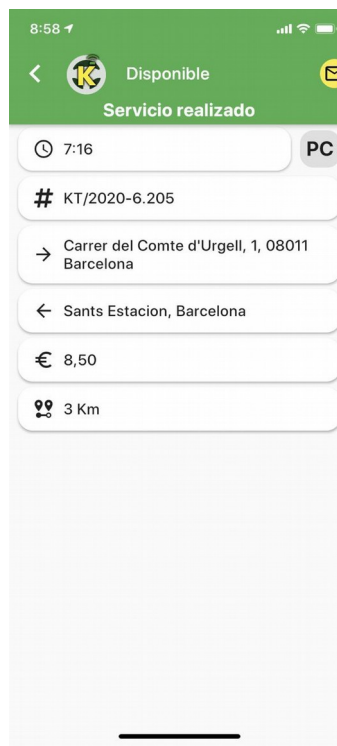 8:58
K
Disponible
Servicio realizado
7:16
PC
# KT/2020-6.205
Carrer del Comte d'Urgell, 1, 08011
Barcelona
Sants Estacion, Barcelona
€ 8,50
3 Km